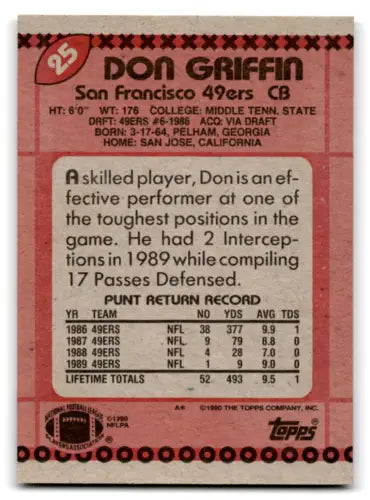 25
DON GRIFFIN
San Francisco 49ers CB
HT: 6'0" WT: 176 COLLEGE: MIDDLE TENN. STATE
DRFT: 49ERS #6-1986 ACQ: VIA DRAFT
BORN: 3-17-64, PELHAM, GEORGIA
HOME: SAN JOSE, CALIFORNIA
A skilled player, Don is an ef-
fective performer at one of
the toughest positions in the
game. He had 2 Intercep-
tions in 1989 while compiling
17 Passes Defensed.
PUNT RETURN RECORD
YR TEAM NO YDS AVG TDS
1986 49ERS NFL 38 377 9.9 1
1987 49ERS NFL 9 79 8.8 0
1988 49ERS NFL 4 28 7.0 0
1989 49ERS NFL 1 9 9.0 0
LIFETIME TOTALS 52 493 9.5 1
NATIONAL FOOTBALL LEAGUE
PLAYERS ASSOCIATION
©1990
NFLPA
A* ©1990 THE TOPPS COMPANY, INC.
Topps®